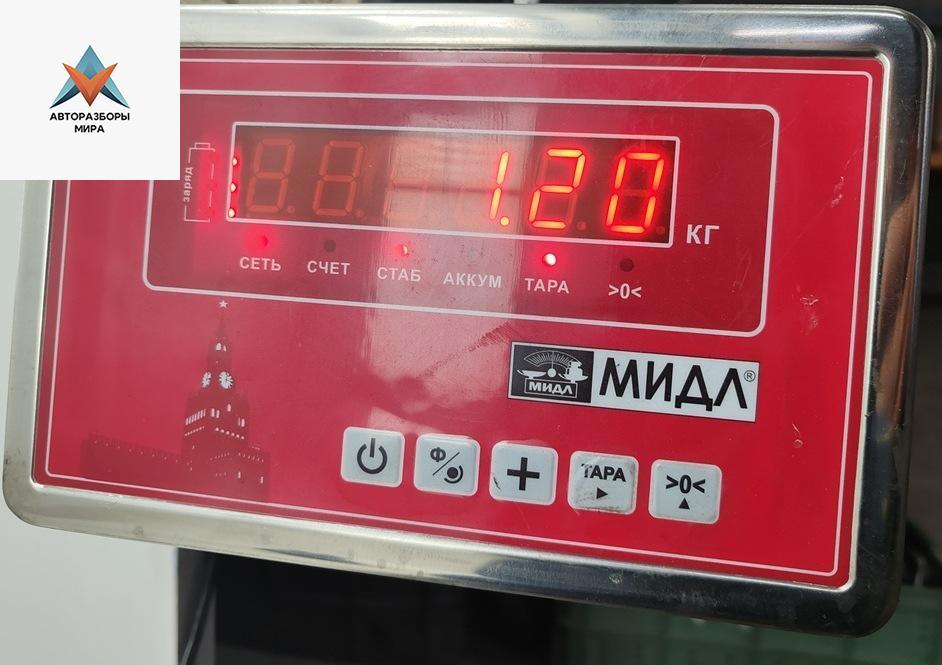 АВТОРАЗБОРЫ
МИРА
заряд
1.20
КГ
СЕТЬ СЧЕТ СТАБ АККУМ ТАРА >0<
МИДЛ МИДЛ®
Ф/ + ТАРА >0<